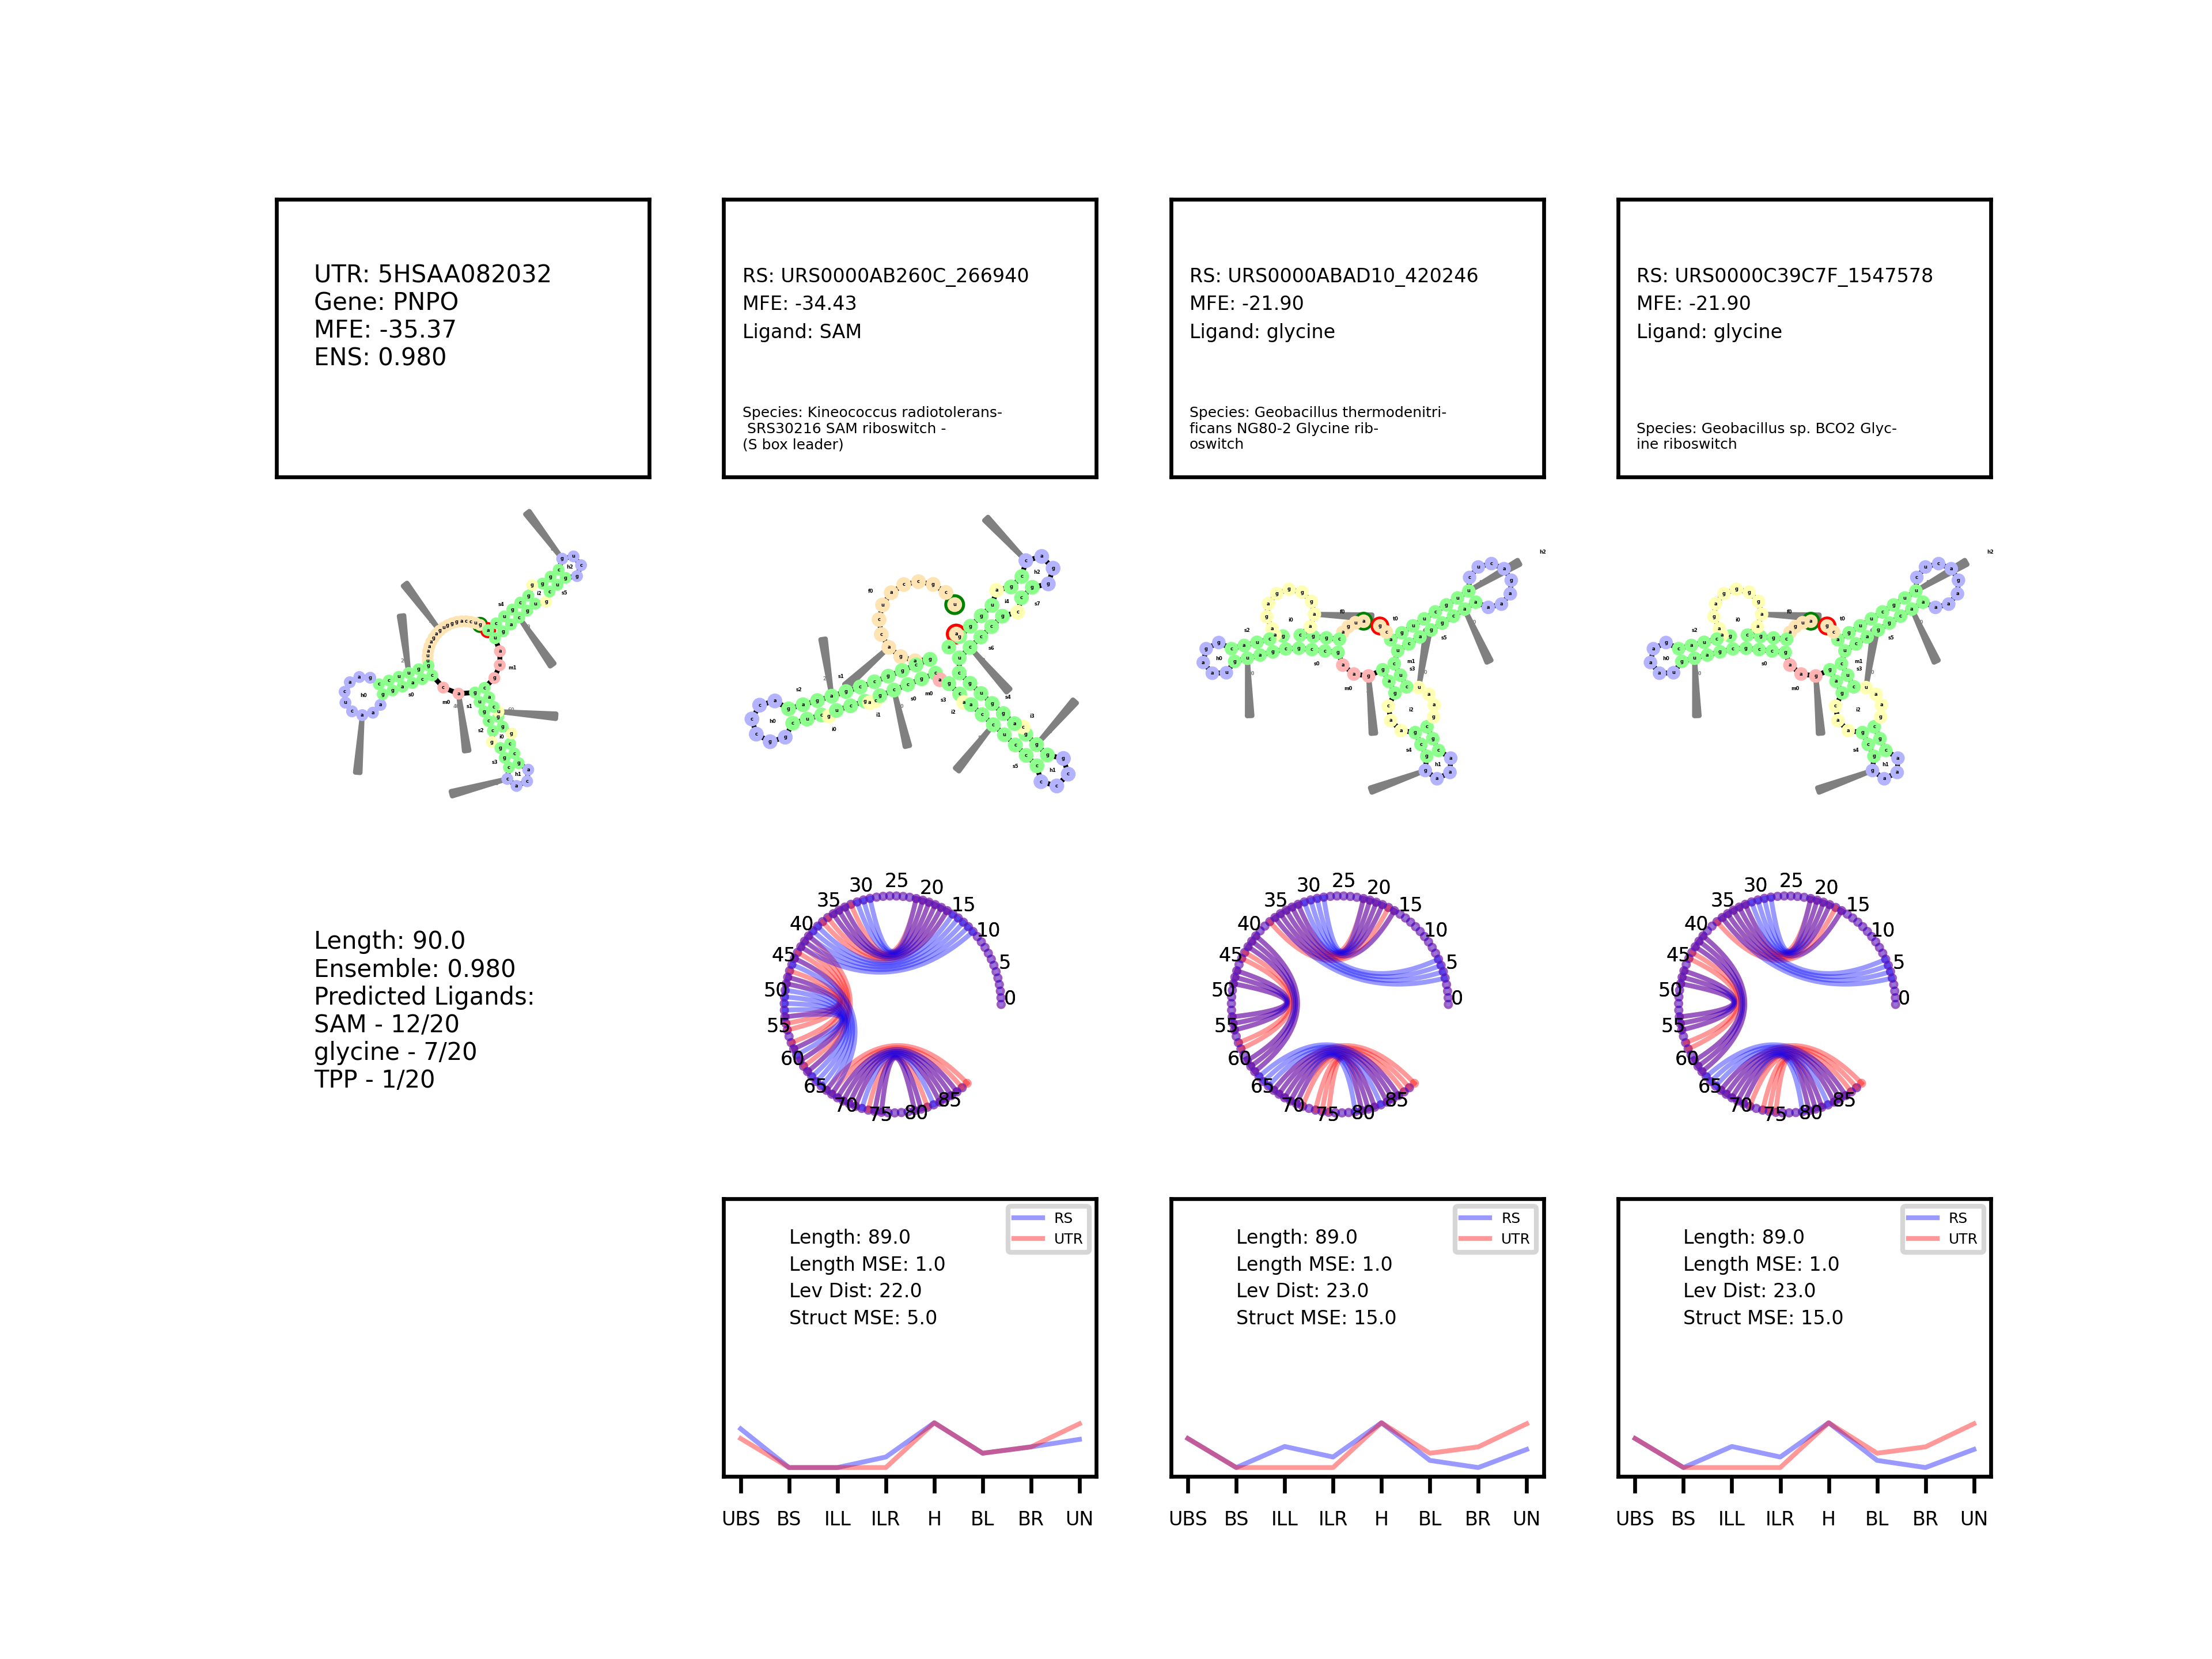 UTR: 5HSAA082032
Gene: PNPO
MFE: -35.37
ENS: 0.980
RS: URS0000AB260C_266940
MFE: -34.43
Ligand: SAM
Species: Kineococcus radiotolerans-
SRS30216 SAM riboswitch -
(S box leader)
RS: URS0000ABAD10_420246
MFE: -21.90
Ligand: glycine
Species: Geobacillus thermodenitri-
ficans NG80-2 Glycine rib-
oswitch
RS: URS0000C39C7F_1547578
MFE: -21.90
Ligand: glycine
Species: Geobacillus sp. BCO2 Glyc-
ine riboswitch
Length: 90.0
Ensemble: 0.980
Predicted Ligands:
SAM - 12/20
glycine - 7/20
TPP - 1/20
0 5 10 15 20 25 30 35 40 45 50 55 60 65 70 75 80 85
0 5 10 15 20 25 30 35 40 45 50 55 60 65 70 75 80 85
0 5 10 15 20 25 30 35 40 45 50 55 60 65 70 75 80 85
RS
UTR
Length: 89.0
Length MSE: 1.0
Lev Dist: 22.0
Struct MSE: 5.0
UBS BS ILL ILR H BL BR UN
RS
UTR
Length: 89.0
Length MSE: 1.0
Lev Dist: 23.0
Struct MSE: 15.0
UBS BS ILL ILR H BL BR UN
RS
UTR
Length: 89.0
Length MSE: 1.0
Lev Dist: 23.0
Struct MSE: 15.0
UBS BS ILL ILR H BL BR UN